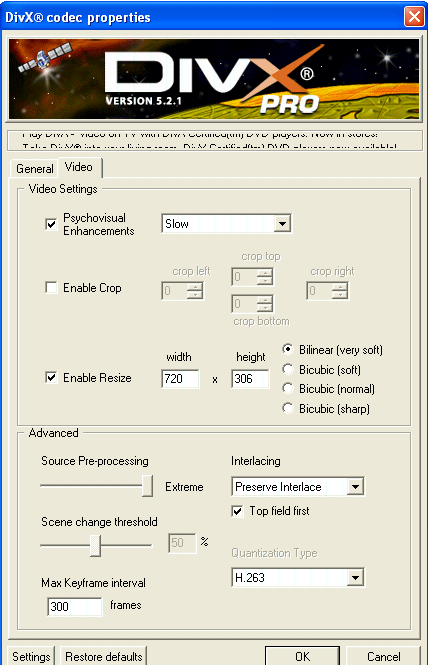 DivX® codec properties
DIVX®
VERSION 5.2.1
PRO
Play DivX® video on TV with DivX Certified(tm) DVD players. Now in stores!
Take DivX® into your living room. DivX Certified(tm) DVD players now available!
General Video
Video Settings
Psychovisual
Enhancements
Slow
crop top
crop left
crop right
Enable Crop
0
0
0
0
crop bottom
width height
Enable Resize
720 x 306
Bilinear (very soft)
Bicubic (soft)
Bicubic (normal)
Bicubic (sharp)
Advanced
Source Pre-processing
Extreme
Scene change threshold
50 %
Max Keyframe interval
300 frames
Interlacing
Preserve Interlace
Top field first
Quantization Type
H.263
Settings Restore defaults OK Cancel